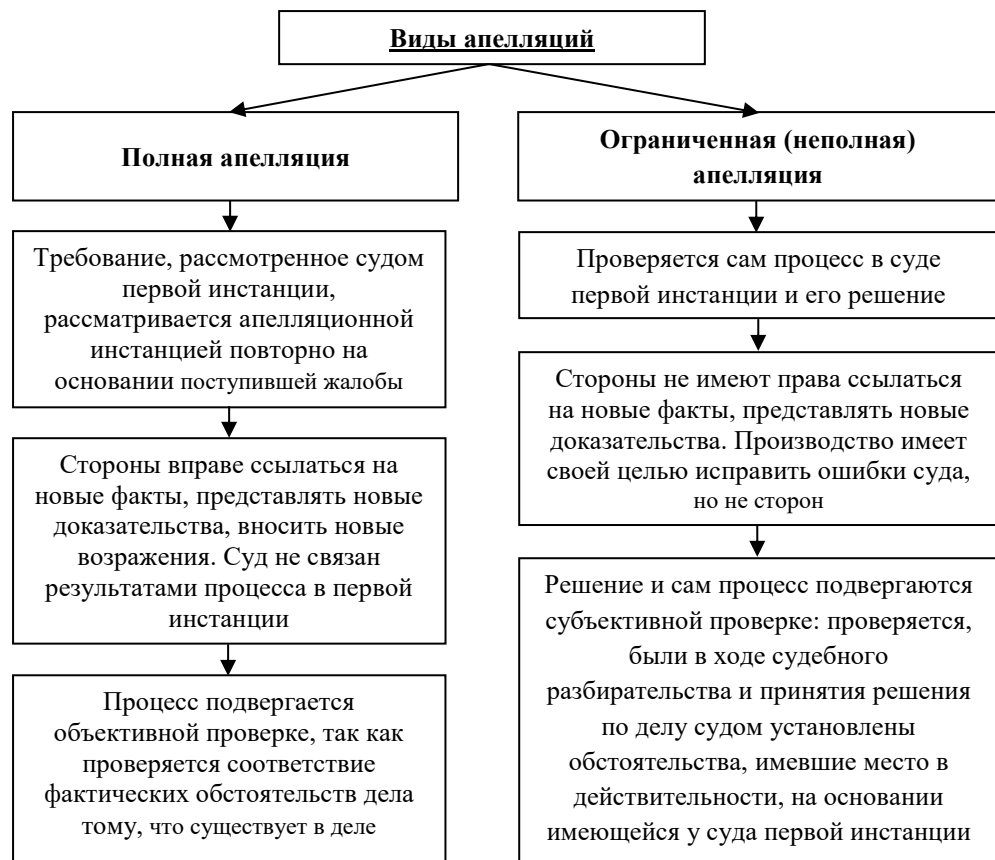 Виды апелляций
Полная апелляция
Требование, рассмотренное судом
первой инстанции,
рассматривается апелляционной
инстанцией повторно на
основании поступившей жалобы
Стороны вправе ссылаться на
новые факты, представлять новые
доказательства, вносить новые
возражения. Суд не связан
результатами процесса в первой
инстанции
Процесс подвергается
объективной проверке, так как
проверяется соответствие
фактических обстоятельств дела
тому, что существует в деле
Ограниченная (неполная)
апелляция
Проверяется сам процесс в суде
первой инстанции и его решение
Стороны не имеют права ссылаться
на новые факты, представлять новые
доказательства. Производство имеет
своей целью исправить ошибки суда,
но не сторон
Решение и сам процесс подвергаются
субъективной проверке: проверяется,
были в ходе судебного
разбирательства и принятия решения
по делу судом установлены
обстоятельства, имевшие место в
действительности, на основании
имеющейся у суда первой инстанции